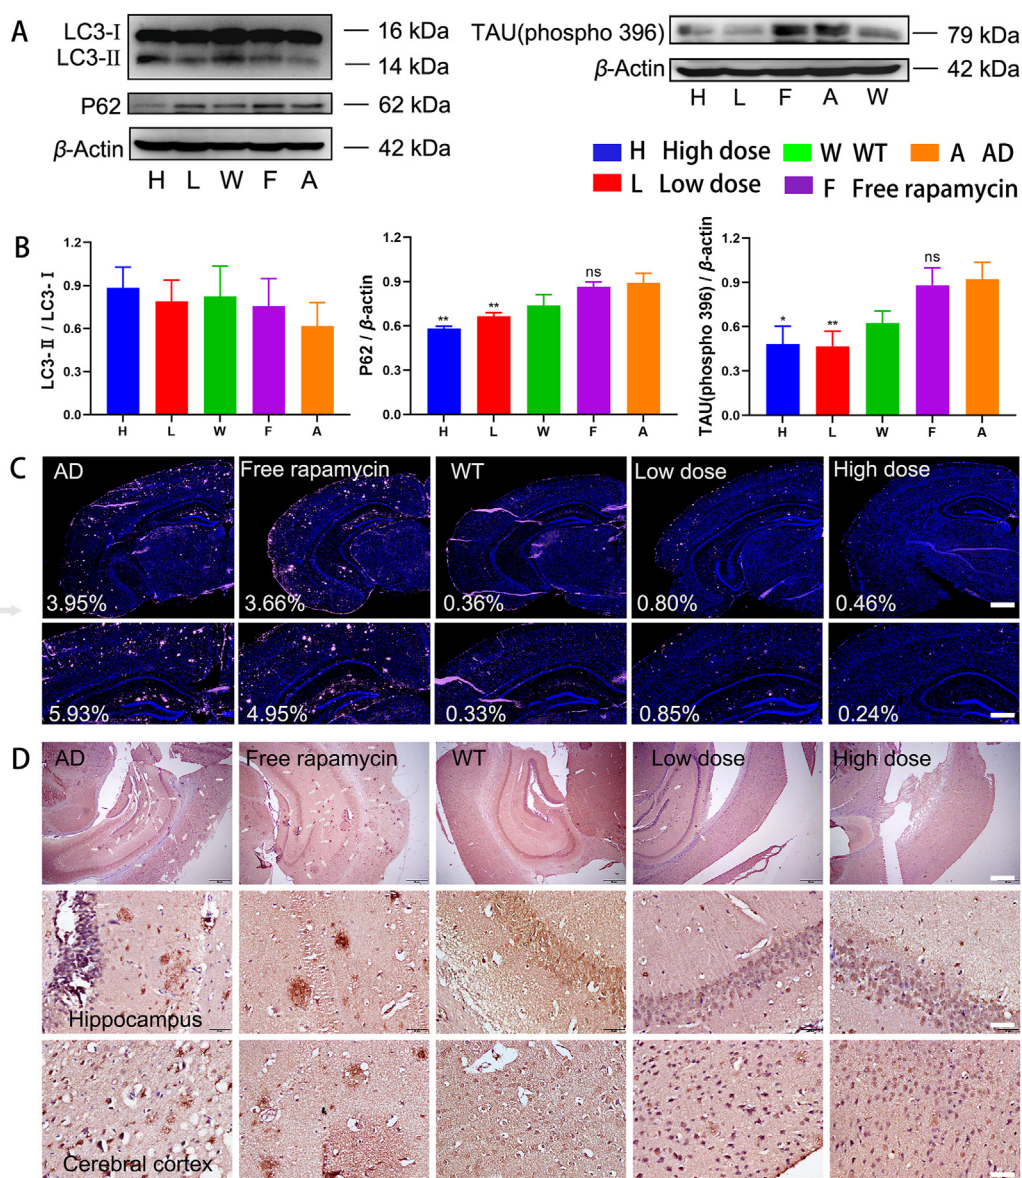 A
LC3-I
LC3-II
16 kDa
14 kDa
P62
62 kDa
β-Actin
42 kDa
H L W F A
TAU(phospho 396)
79 kDa
β-Actin
42 kDa
H L F A W
H High dose
W WT
A AD
L Low dose
F Free rapamycin
B
LC3-Ⅱ / LC3-Ⅰ
1.2
0.9
0.6
0.3
0.0
H L W F A
P62 / β-actin
1.2
0.9
0.6
0.3
0.0
**
**
ns
H L W F A
TAU(phospho 396) / β-actin
1.2
0.9
0.6
0.3
0.0
*
**
ns
H L W F A
C
AD
Free rapamycin
WT
Low dose
High dose
3.95%
3.66%
0.36%
0.80%
0.46%
5.93%
4.95%
0.33%
0.85%
0.24%
D
AD
Free rapamycin
WT
Low dose
High dose
Hippocampus
Cerebral cortex